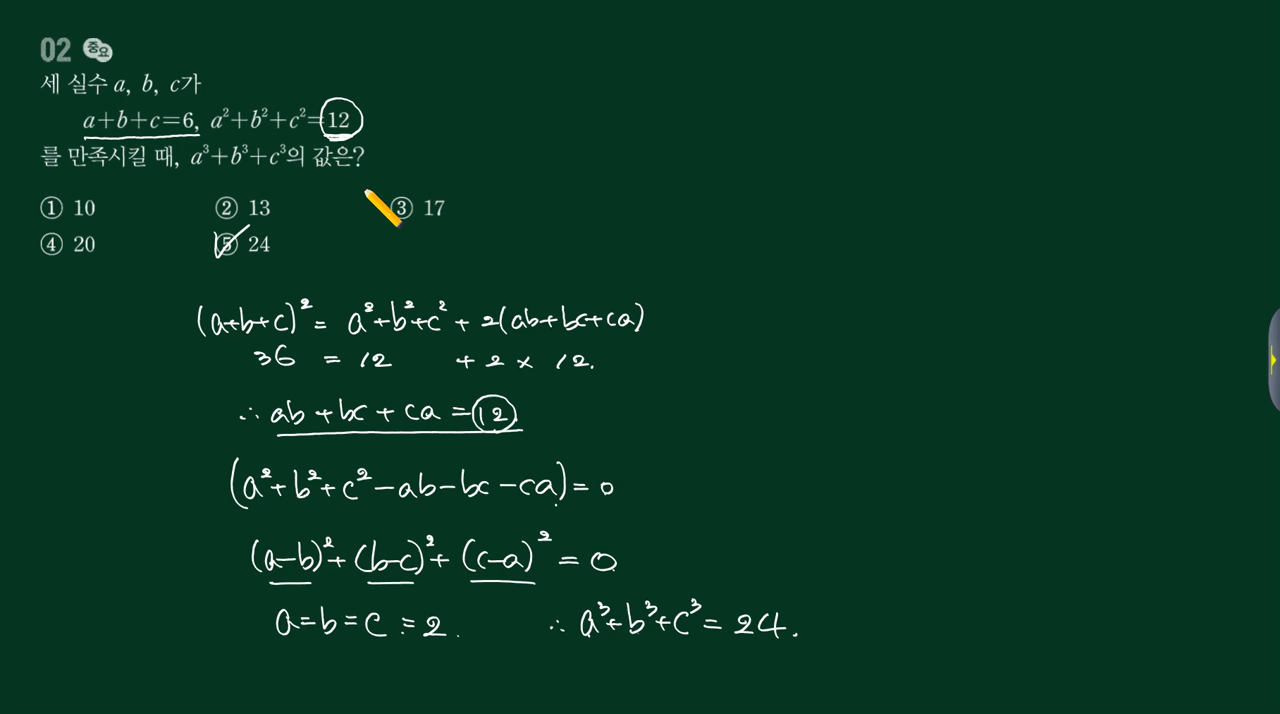 02 중요
세 실수 a, b, c가
a+b+c=6, a²+b²+c²=12
를 만족시킬 때, a³+b³+c³의 값은?
① 10 ② 13 ③ 17
④ 20 ⑤ 24
(a+b+c)² = a²+b²+c² + 2(ab+bc+ca)
36 = 12 + 2 × 12.
∴ ab+bc+ca = 12.
(a²+b²+c²-ab-bc-ca) = 0
(a-b)²+(b-c)²+(c-a)² = 0
a=b=c=2. ∴ a³+b³+c³ = 24.